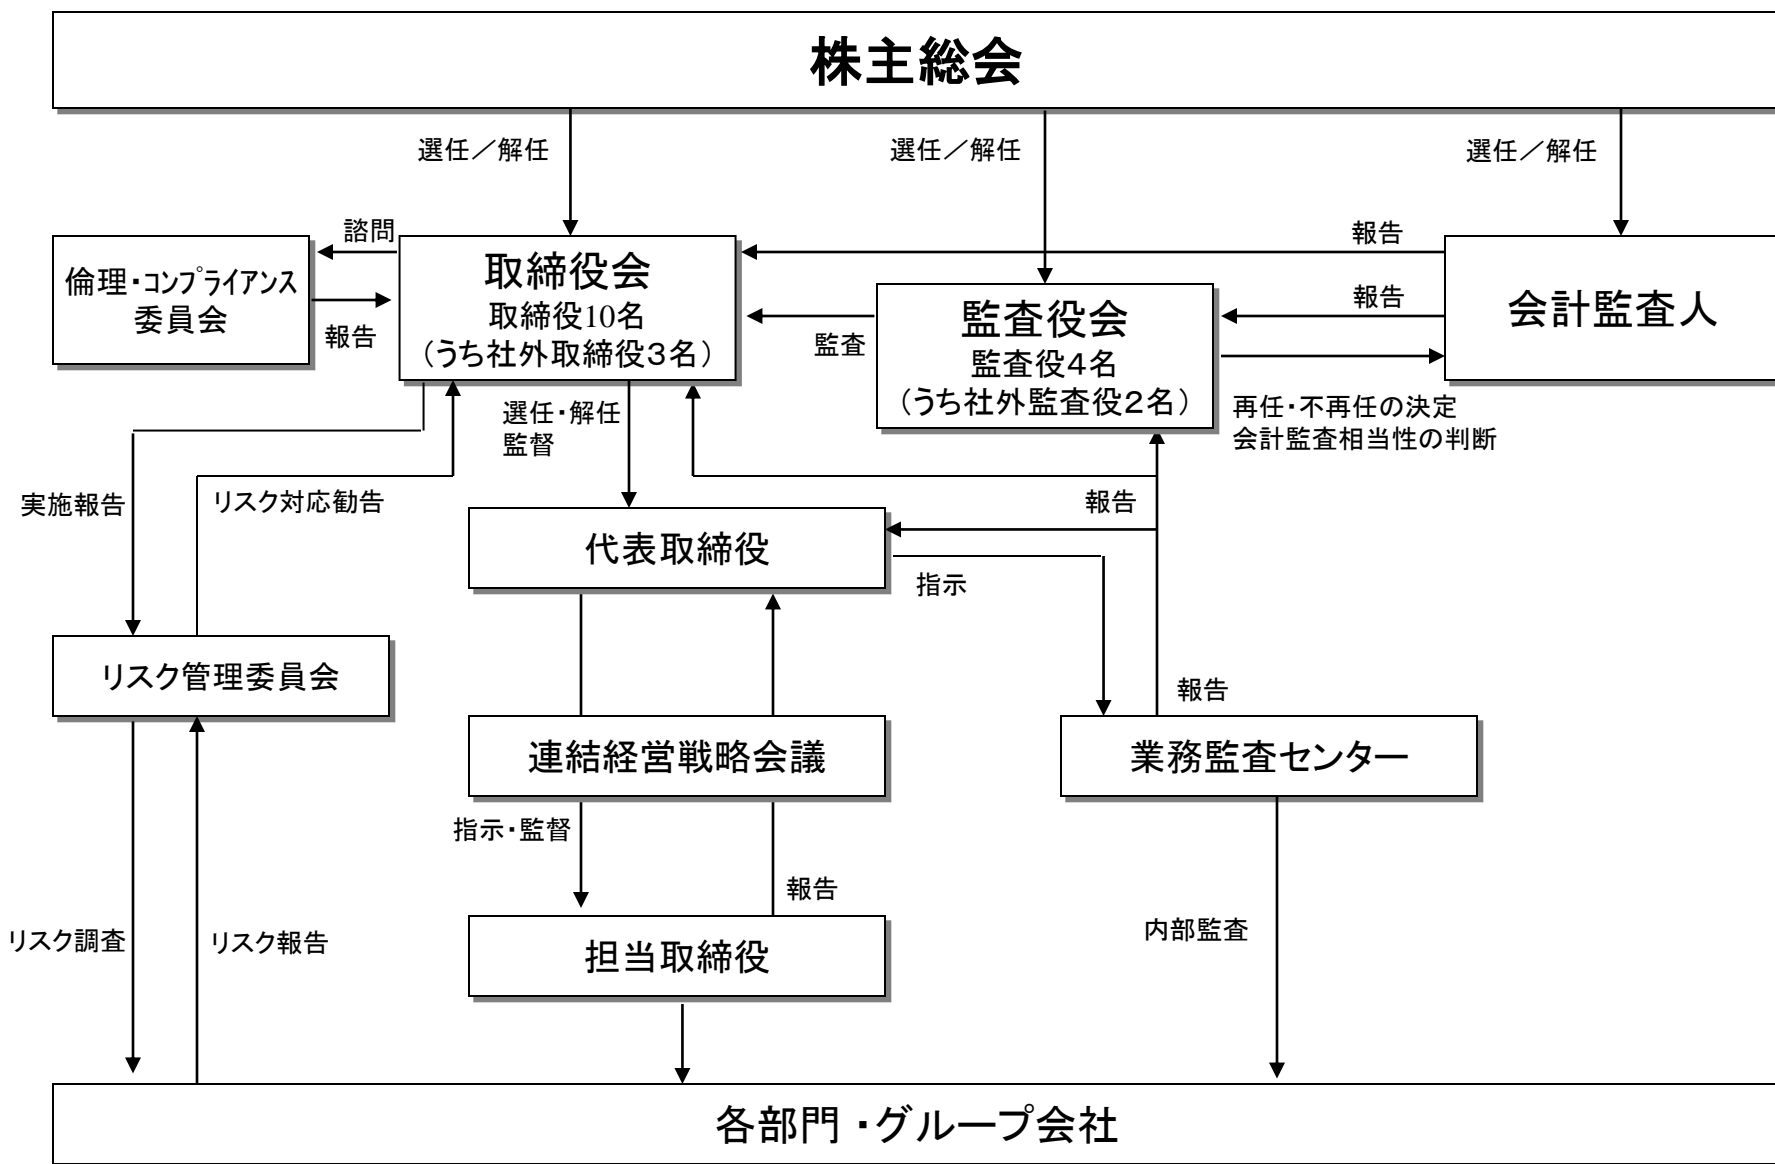 株主総会
選任／解任
選任／解任
選任／解任
諮問
報告
倫理・コンプライアンス
委員会
報告
取締役会
取締役10名
（うち社外取締役３名）
監査
監査役会
監査役４名
（うち社外監査役２名）
報告
会計監査人
再任・不再任の決定
会計監査相当性の判断
選任・解任
監督
実施報告
リスク対応勧告
報告
代表取締役
指示
リスク管理委員会
報告
連結経営戦略会議
業務監査センター
指示・監督
報告
リスク調査
リスク報告
担当取締役
内部監査
各部門・グループ会社